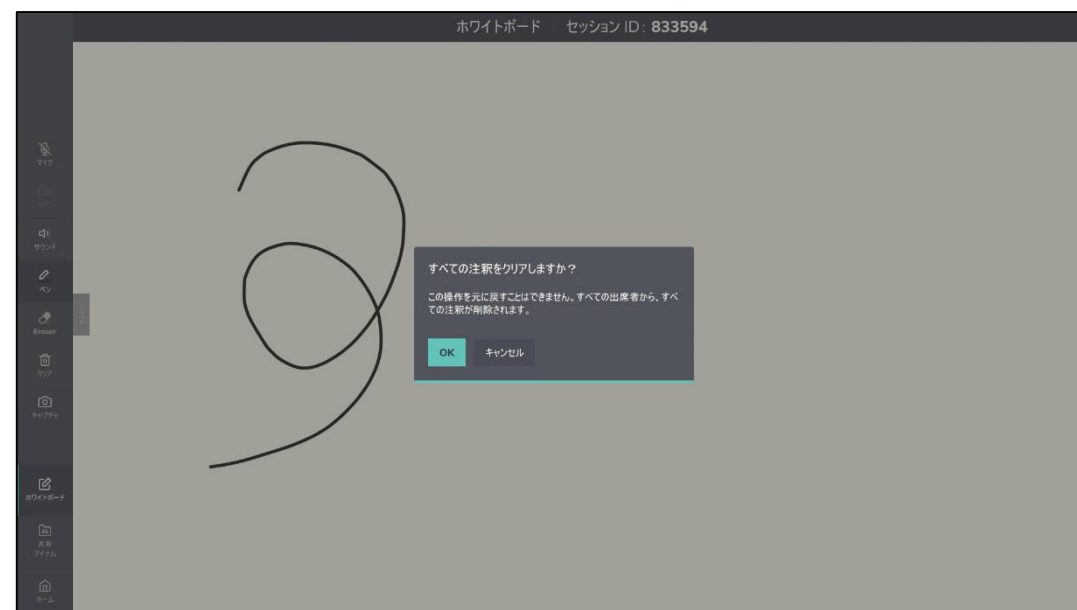 ホワイトボード セッション ID : 833594
マイク
サウンド
ペン
Eraser
クリア
キャプチャ
ホワイトボード
共有
アイテム
ホーム
すべての注釈をクリアしますか？
この操作を元に戻すことはできません。すべての出席者から、すべ
ての注釈が削除されます。
OK キャンセル